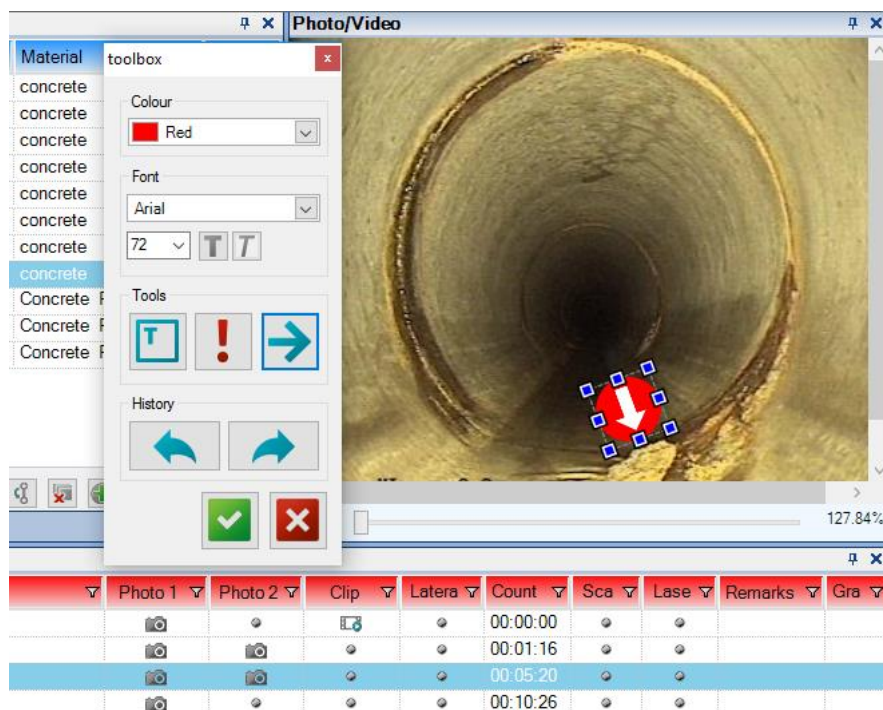 Photo/Video
Material
concrete
concrete
concrete
concrete
concrete
concrete
concrete
concrete
Concrete
Concrete
Concrete
toolbox
Colour
Red
Font
Arial
72
T T
Tools
T !
History
127.84%
Photo 1 Photo 2 Clip Latera Count Sca Lase Remarks Gra
00:00:00
00:01:16
00:05:20
00:10:26